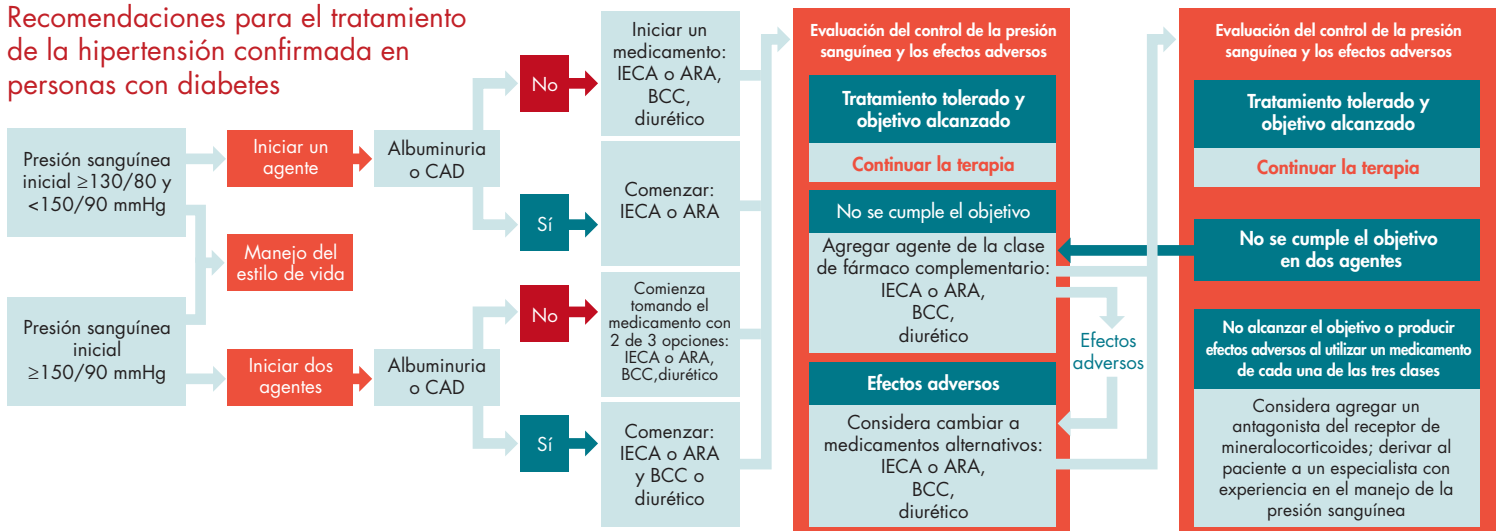 Recomendaciones para el tratamiento
de la hipertensión confirmada en
personas con diabetes
Presión sanguínea
inicial ≥130/80 y
<150/90 mmHg
Presión sanguínea
inicial
≥150/90 mmHg
Iniciar un
agente
Manejo del
estilo de vida
Iniciar dos
agentes
Albuminuria
o CAD
Albuminuria
o CAD
No
Sí
No
Sí
Iniciar un
medicamento:
IECA o ARA,
BCC,
diurético
Comenzar:
IECA o ARA
Comienza
tomando el
medicamento con
2 de 3 opciones:
IECA o ARA,
BCC,diurético
Comenzar:
IECA o ARA
y BCC o
diurético
Evaluación del control de la presión
sanguínea y los efectos adversos
Tratamiento tolerado y
objetivo alcanzado
Continuar la terapia
No se cumple el objetivo
Agregar agente de la clase
de fármaco complementario:
IECA o ARA,
BCC,
diurético
Efectos
adversos
Efectos adversos
Considera cambiar a
medicamentos alternativos:
IECA o ARA,
BCC,
diurético
Evaluación del control de la presión
sanguínea y los efectos adversos
Tratamiento tolerado y
objetivo alcanzado
Continuar la terapia
No se cumple el objetivo
en dos agentes
No alcanzar el objetivo o producir
efectos adversos al utilizar un medicamento
de cada una de las tres clases
Considera agregar un
antagonista del receptor de
mineralocorticoides; derivar al
paciente a un especialista con
experiencia en el manejo de la
presión sanguínea